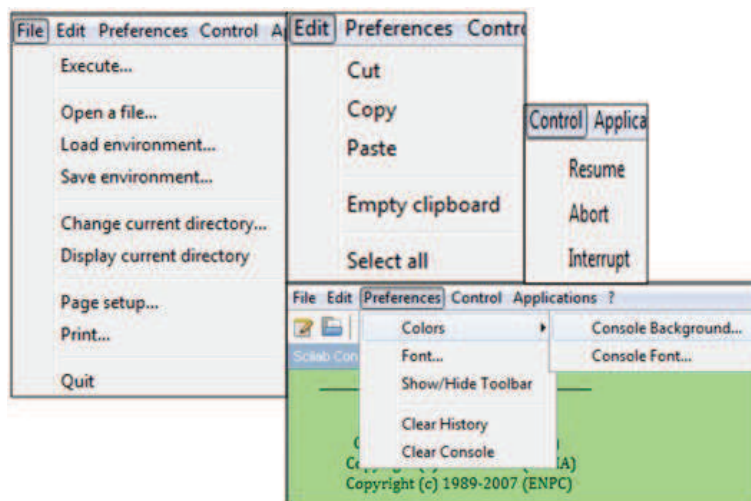 File Edit Preferences Control
Execute...
Open a file...
Load environment...
Save environment...
Change current directory...
Display current directory
Page setup...
Print...
Quit
Edit Preferences
Cut
Copy
Paste
Empty clipboard
Select all
Control
Resume
Abort
Interrupt
File Edit Preferences Control Applications ?
Colors Console Background...
Font... Console Font...
Scilab
Show/Hide Toolbar
Clear History
Clear Console
Copyright (c) 1989-2007 (ENPC)